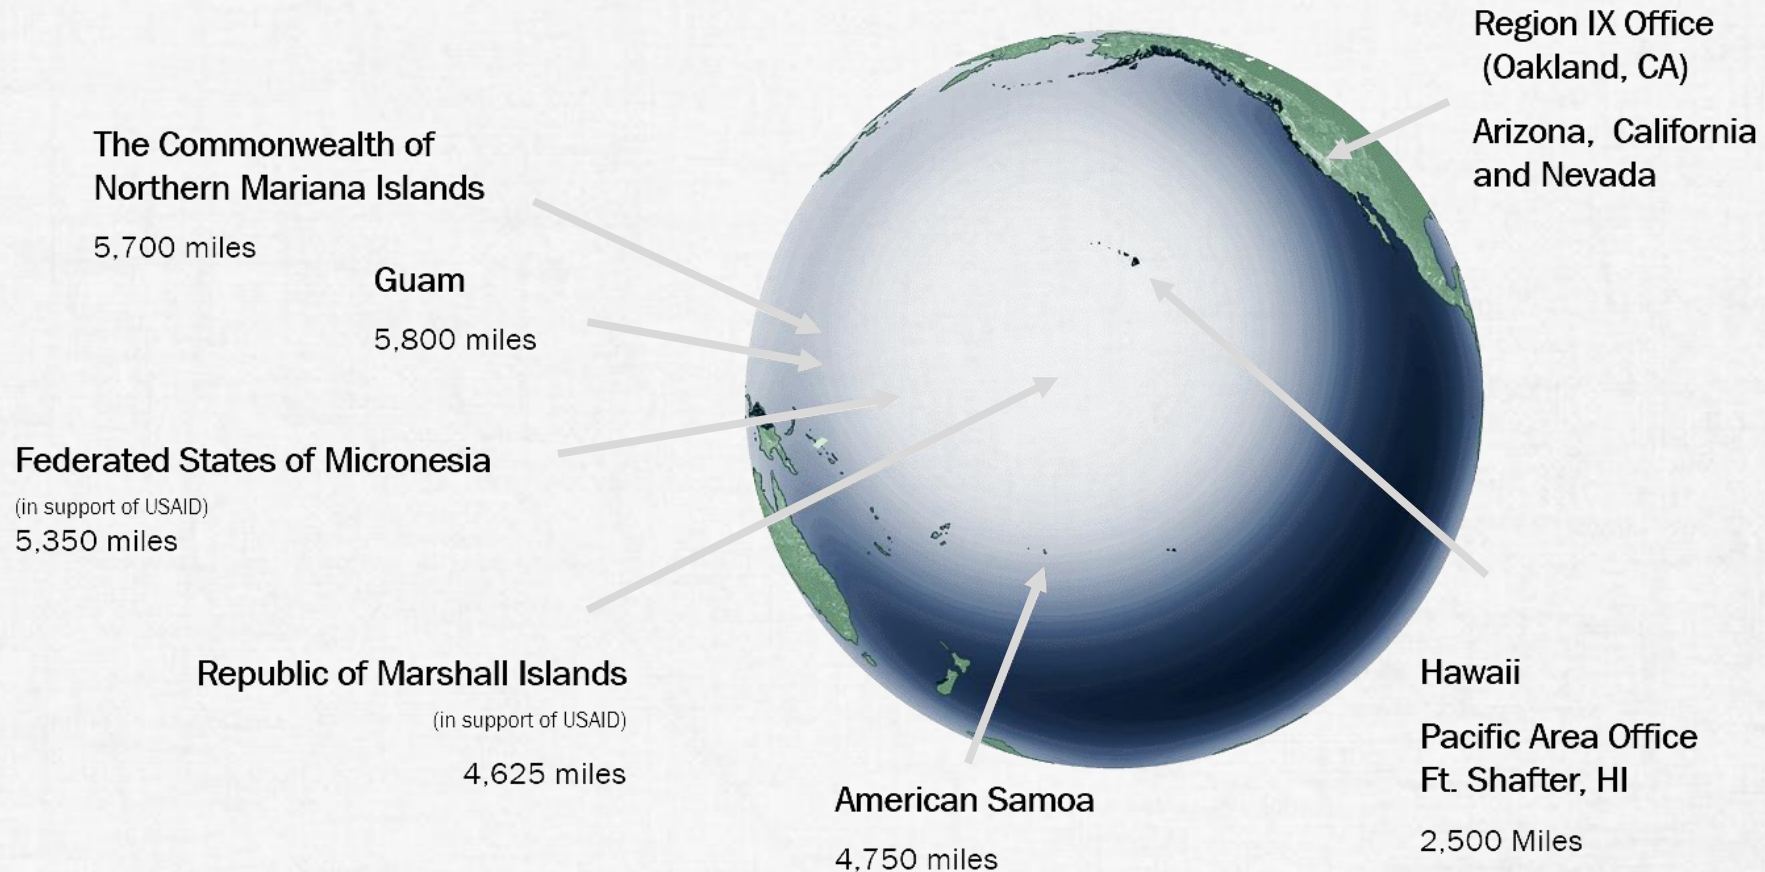 Region IX Office
(Oakland, CA)
Arizona, California
and Nevada
The Commonwealth of
Northern Mariana Islands
5,700 miles
Guam
5,800 miles
Federated States of Micronesia
(in support of USAID)
5,350 miles
Republic of Marshall Islands
(in support of USAID)
4,625 miles
American Samoa
4,750 miles
Hawaii
Pacific Area Office
Ft. Shafter, HI
2,500 Miles